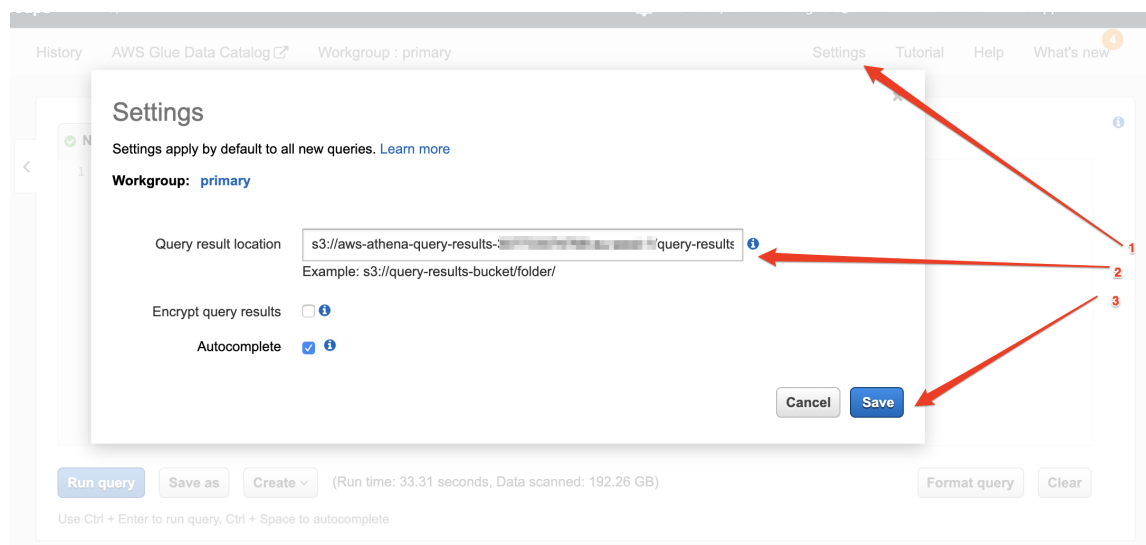 History AWS Glue Data Catalog Workgroup : primary Settings Tutorial Help What's new 4
Settings
Settings apply by default to all new queries. Learn more
Workgroup: primary
1
Query result location s3://aws-athena-query-results- /query-results
Example: s3://query-results-bucket/folder/
1
2
3
Encrypt query results
Autocomplete
Cancel Save
Run query Save as Create (Run time: 33.31 seconds, Data scanned: 192.26 GB) Format query Clear
Use Ctrl + Enter to run query, Ctrl + Space to autocomplete